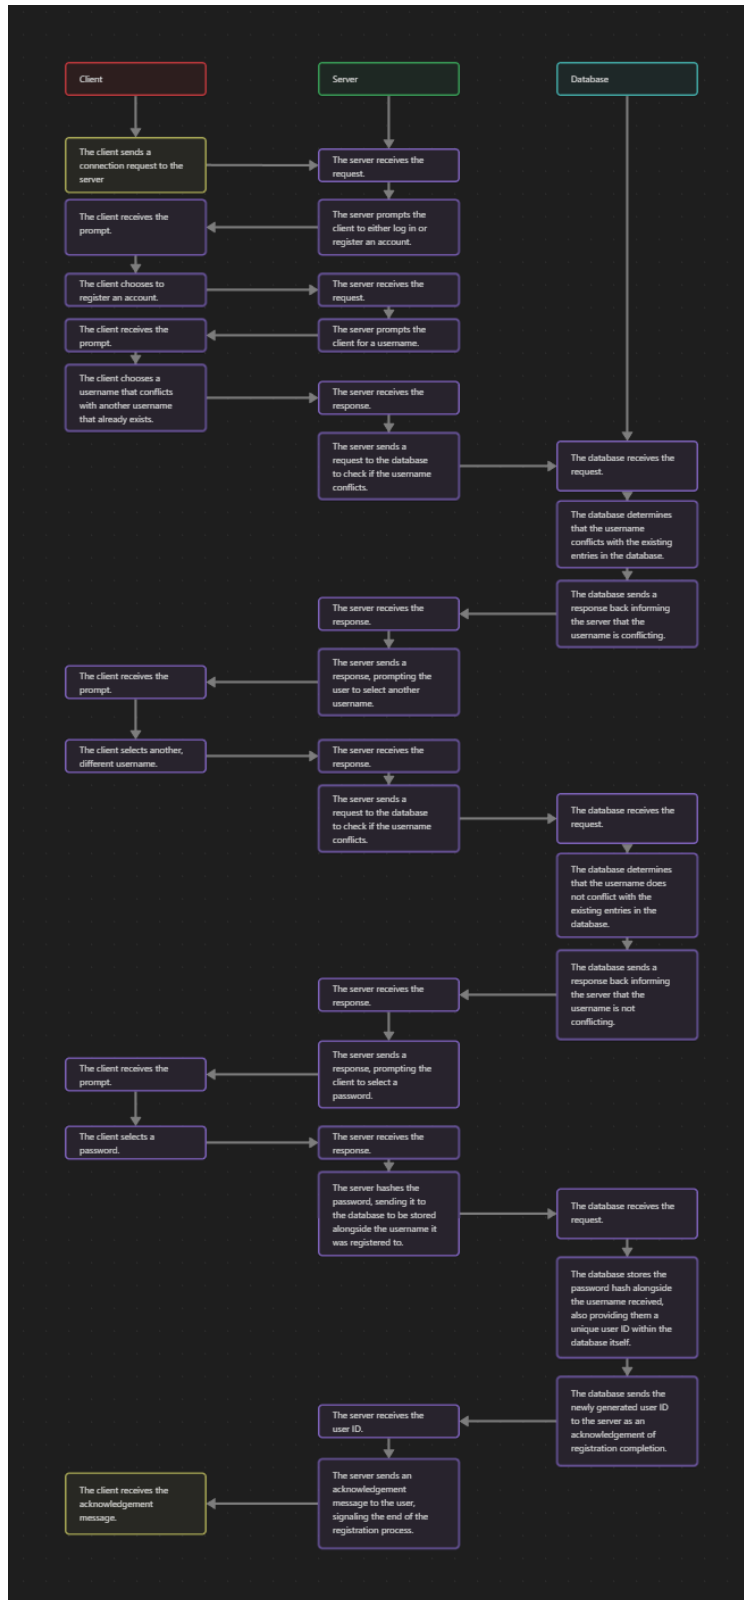 Client
Server
Database
The client sends a
connection request to the
server
The server receives the
request.
The client receives the
prompt.
The server prompts the
client to either log in or
register an account.
The client chooses to
register an account.
The server receives the
request.
The client receives the
prompt.
The server prompts the
client for a username.
The client chooses a
username that conflicts
with another username
that already exists.
The server receives the
response.
The server sends a
request to the database
to check if the username
conflicts.
The database receives the
request.
The database determines
that the username
conflicts with the existing
entries in the database.
The database sends a
response back informing
the server that the
username is conflicting.
The server receives the
response.
The server sends a
response, prompting the
user to select another
username.
The client receives the
prompt.
The client selects another,
different username.
The server receives the
response.
The server sends a
request to the database
to check if the username
conflicts.
The database receives the
request.
The database determines
that the username does
not conflict with the
existing entries in the
database.
The database sends a
response back informing
the server that the
username is not
conflicting.
The server receives the
response.
The server sends a
response, prompting the
client to select a
password.
The client receives the
prompt.
The client selects a
password.
The server receives the
response.
The server hashes the
password, sending it to
the database to be stored
alongside the username it
was registered to.
The database receives the
request.
The database stores the
password hash alongside
the username received,
also providing them a
unique user ID within the
database itself.
The database sends the
newly generated user ID
to the server as an
acknowledgement of
registration completion.
The server receives the
user ID.
The server sends an
acknowledgement
message to the user,
signaling the end of the
registration process.
The client receives the
acknowledgement
message.